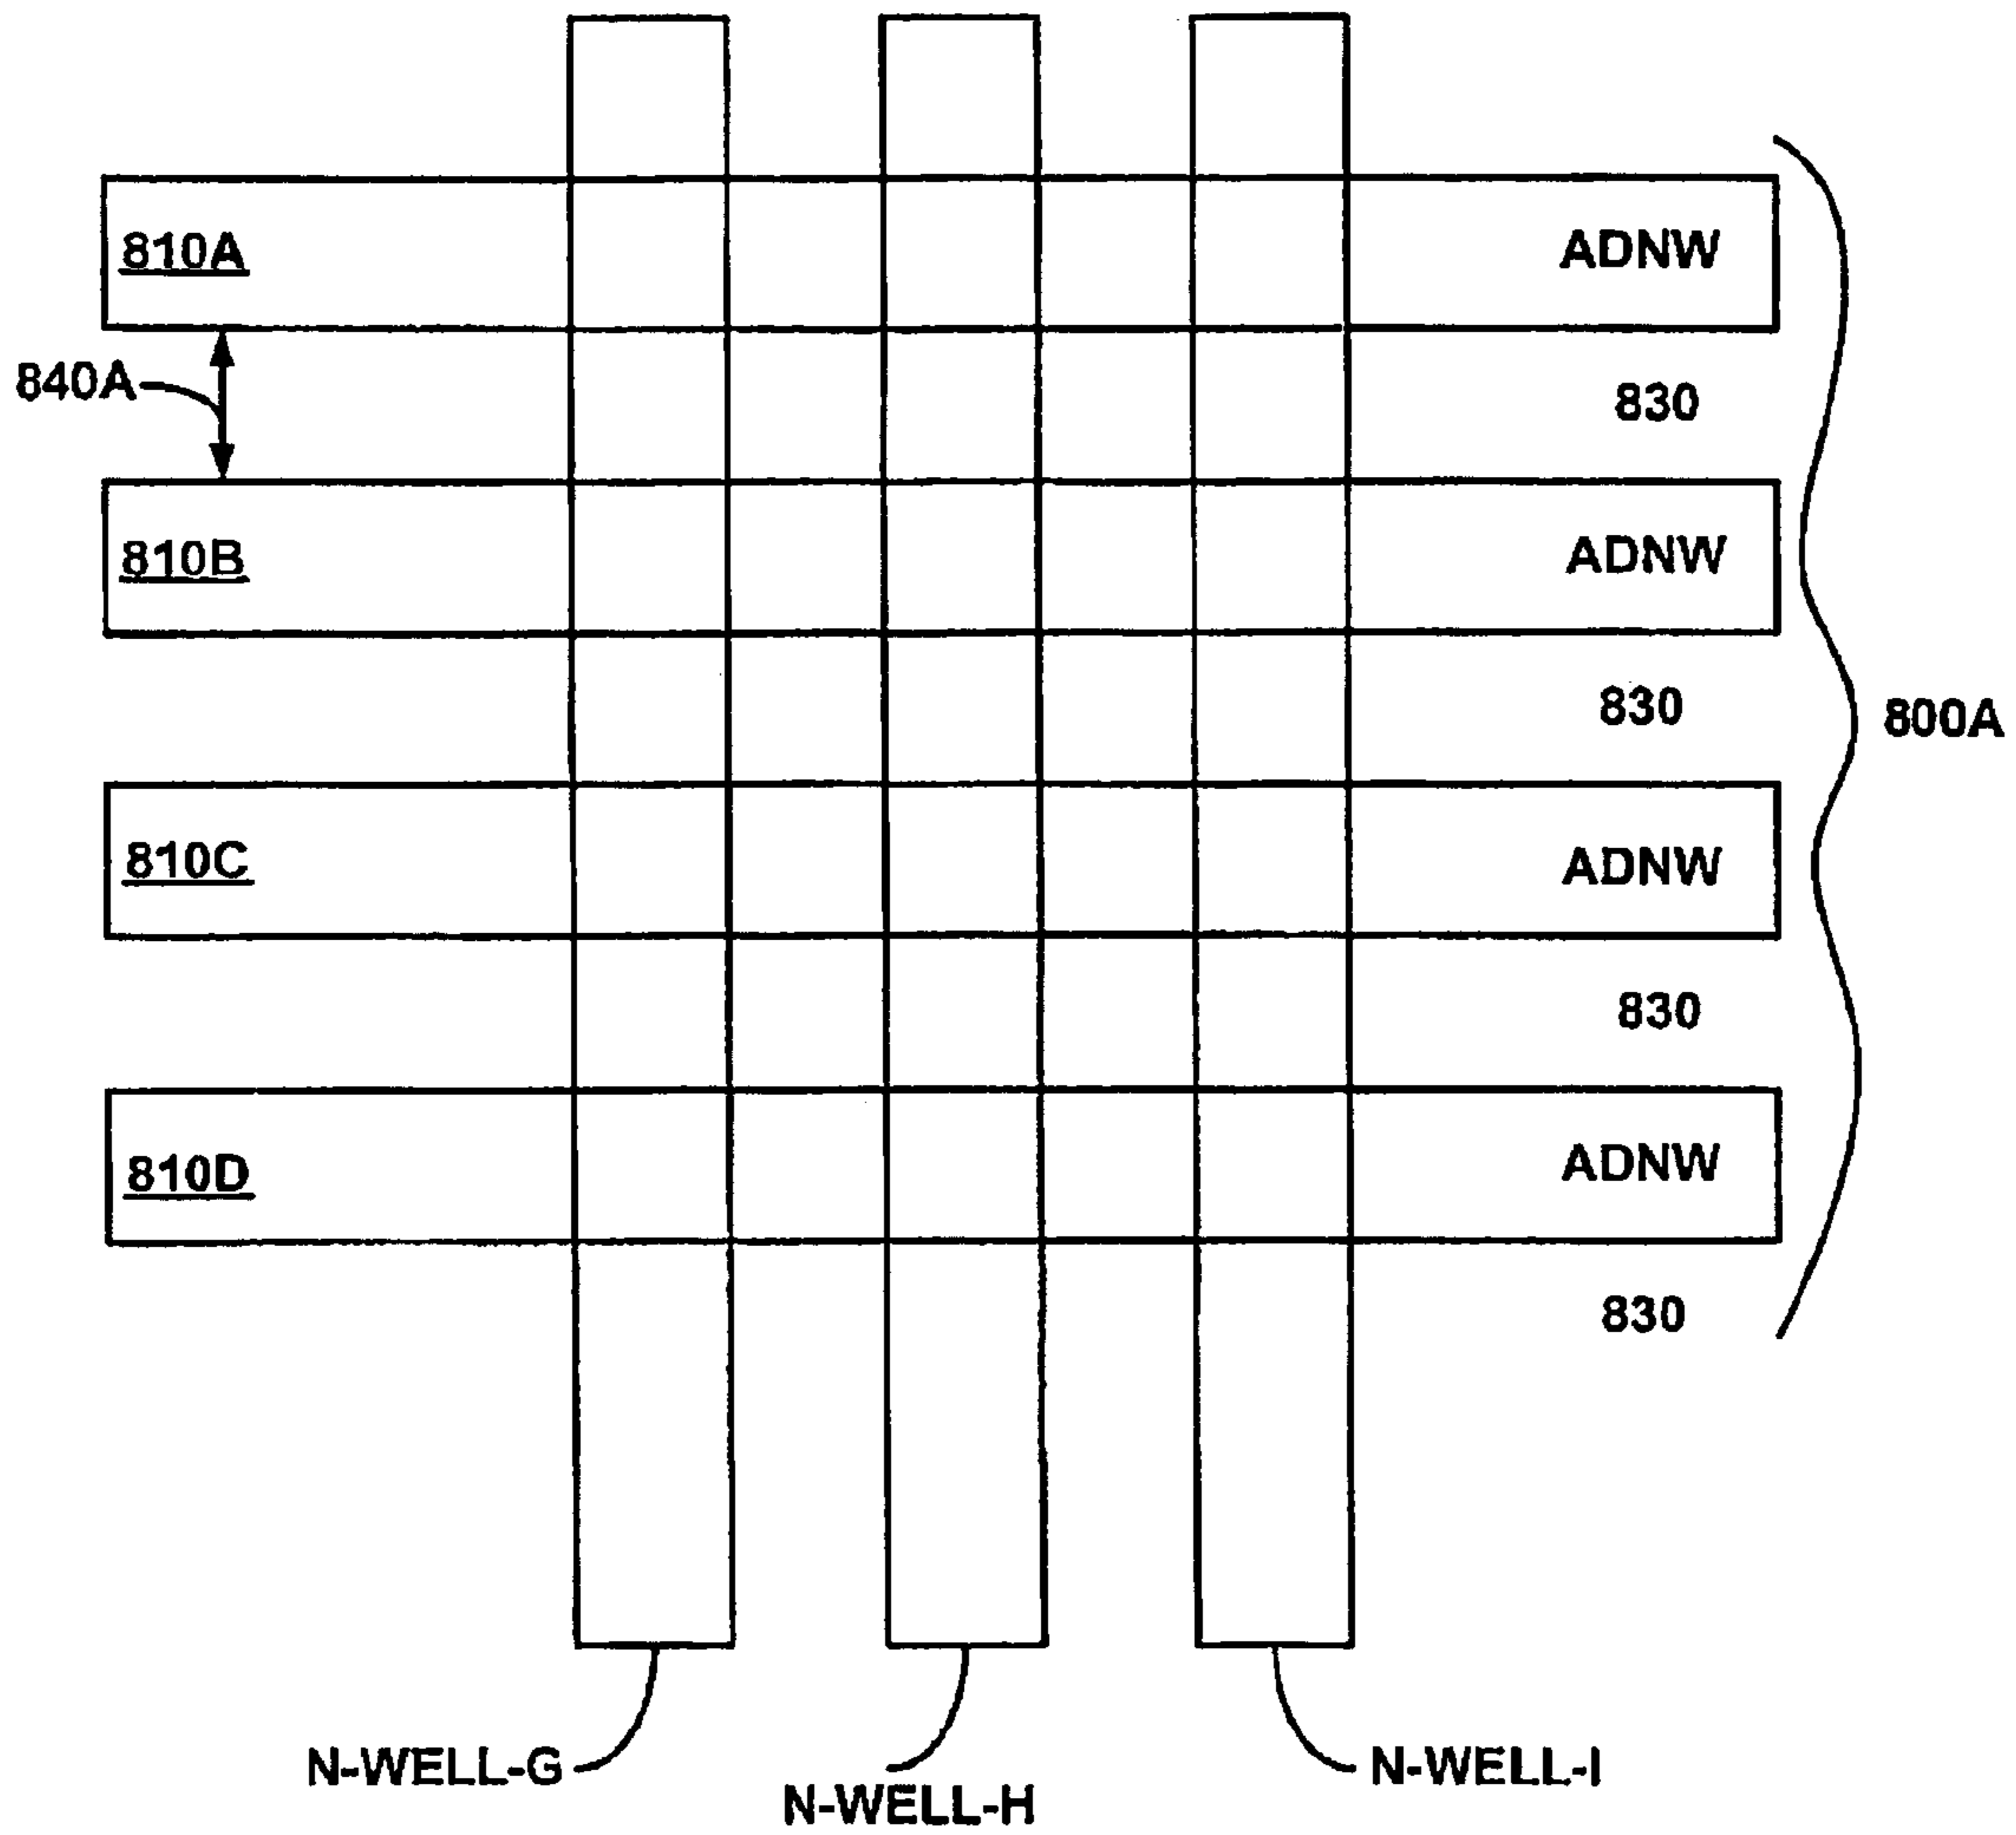 810A ADNW
840A 830
810B ADNW
830
800A
810C ADNW
830
810D ADNW
830
N-WELL-G
N-WELL-H
N-WELL-I